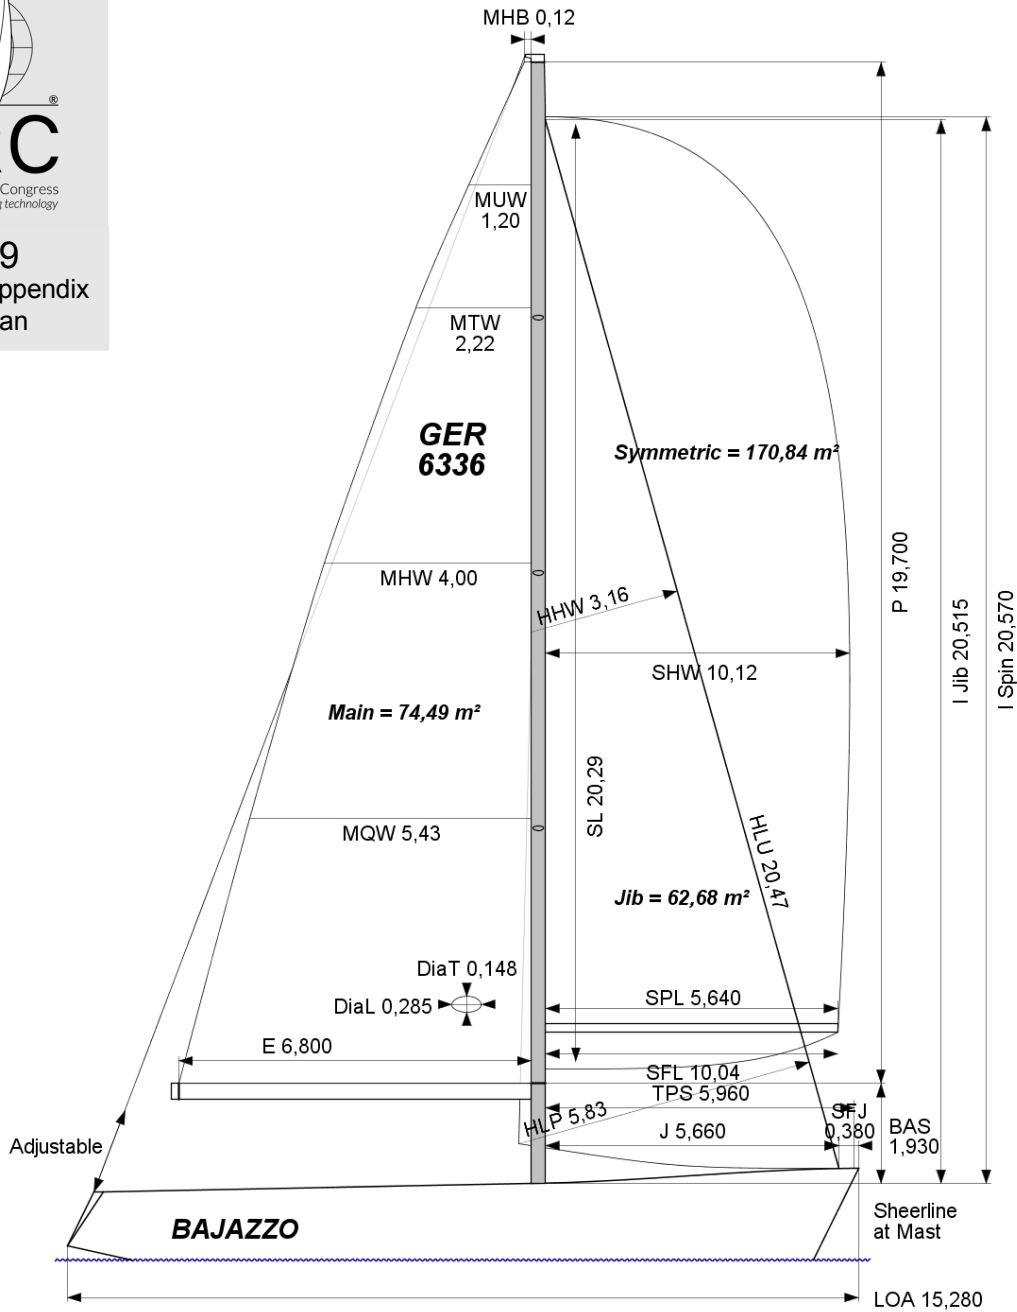 MHB 0,12
®
RC
Congress
g technology
9
ppendix
an
MUW
1,20
MTW
2,22
GER
6336
Symmetric = 170,84 m²
MHW 4,00
HHW 3,16
P 19,700
I Jib 20,515
I Spin 20,570
SHW 10,12
Main = 74,49 m²
SL 20,29
MQW 5,43
HLU 20,47
Jib = 62,68 m²
DiaT 0,148
DiaL 0,285
SPL 5,640
E 6,800
SFL 10,04
TPS 5,960
HLP 5,83
SFJ
0,380
J 5,660
BAS
1,930
Adjustable
Sheerline
at Mast
BAJAZZO
LOA 15,280